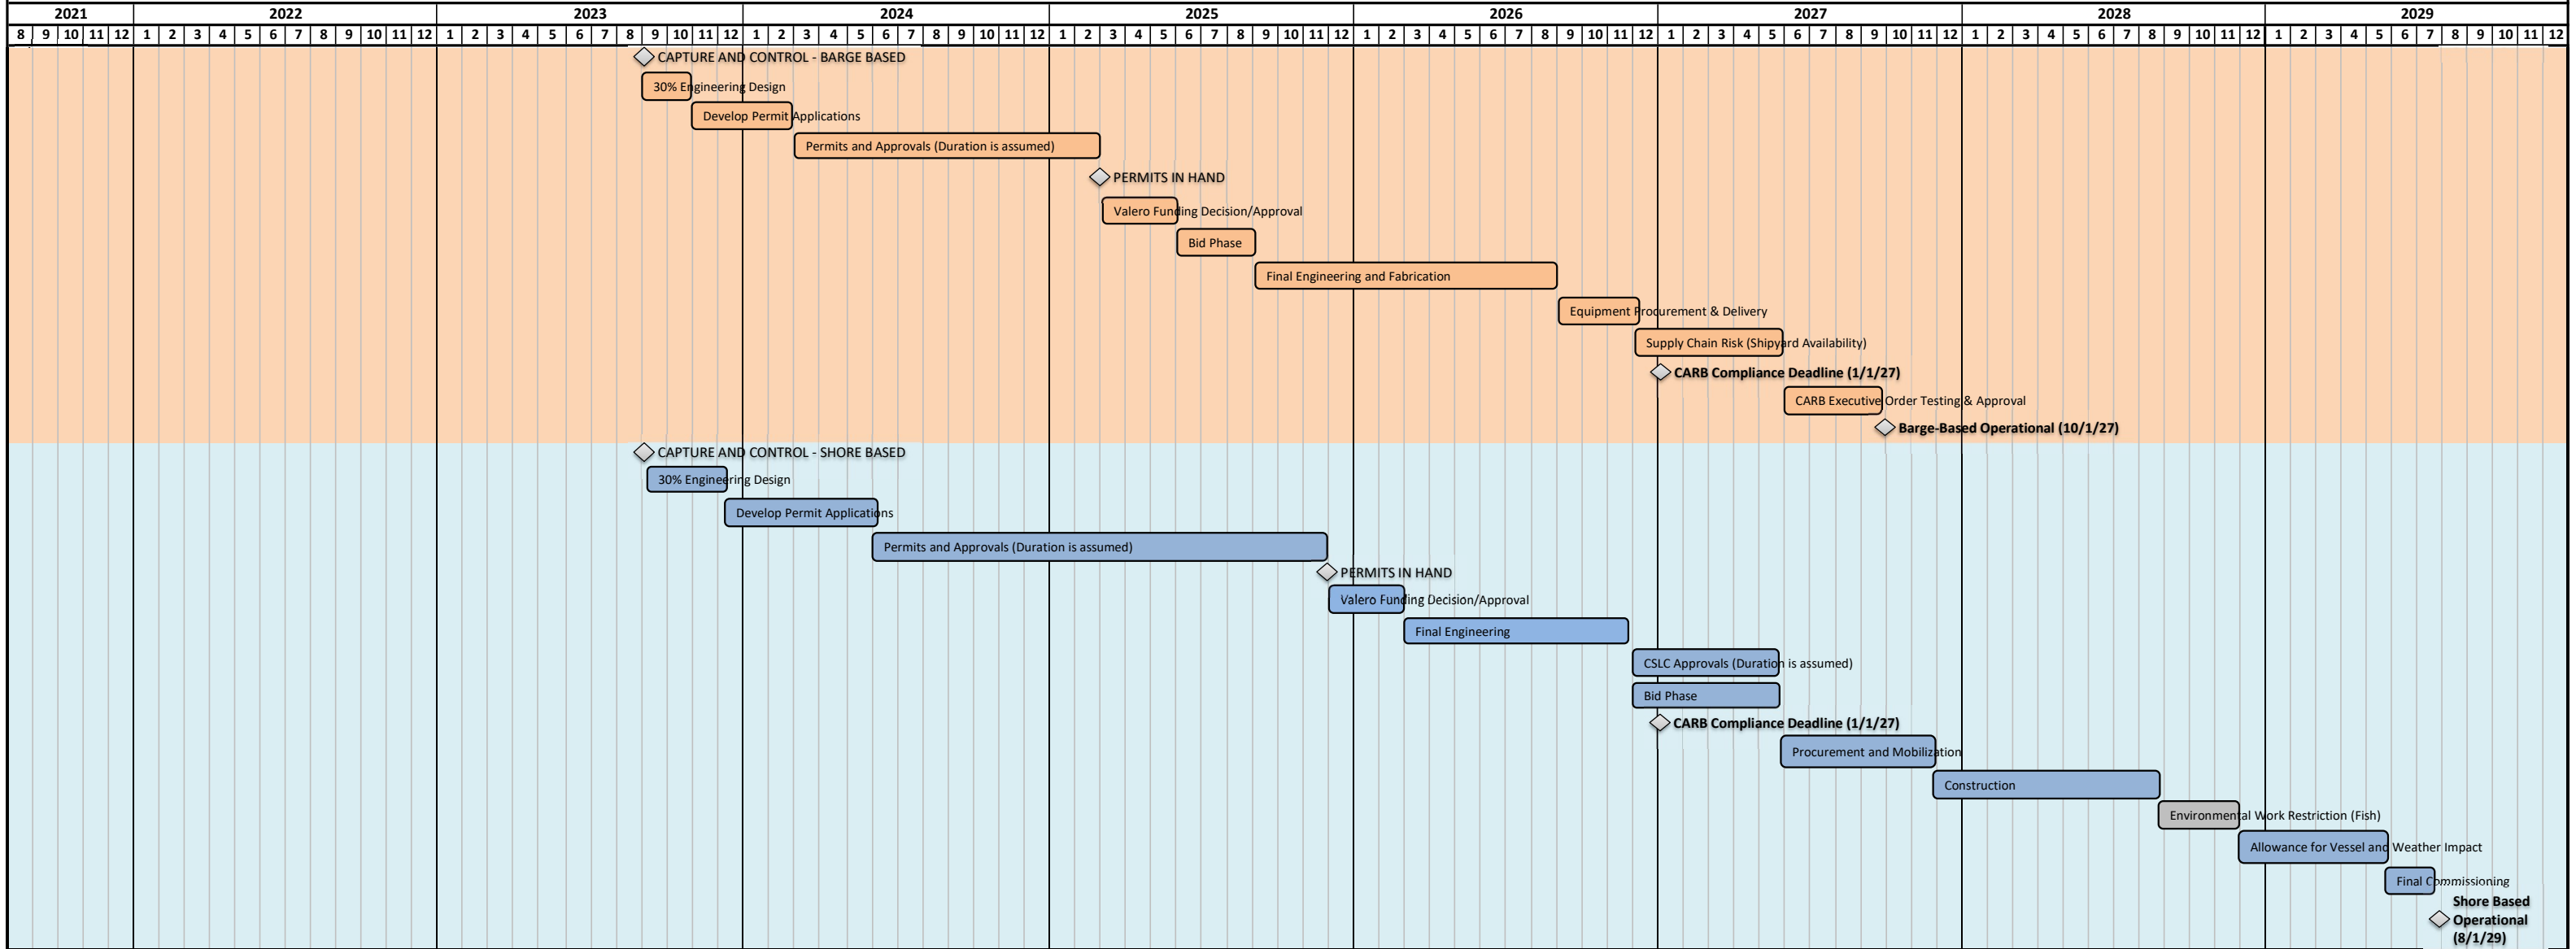 2021 2022 2023 2024 2025 2026 2027 2028 2029
8 9 10 11 12 1 2 3 4 5 6 7 8 9 10 11 12 1 2 3 4 5 6 7 8 9 10 11 12 1 2 3 4 5 6 7 8 9 10 11 12 1 2 3 4 5 6 7 8 9 10 11 12 1 2 3 4 5 6 7 8 9 10 11 12 1 2 3 4 5 6 7 8 9 10 11 12 1 2 3 4 5 6 7 8 9 10 11 12 1 2 3 4 5 6 7 8 9 10 11 12
CAPTURE AND CONTROL - BARGE BASED
30% Engineering Design
Develop Permit Applications
Permits and Approvals (Duration is assumed)
PERMITS IN HAND
Valero Funding Decision/Approval
Bid Phase
Final Engineering and Fabrication
Equipment Procurement & Delivery
Supply Chain Risk (Shipyard Availability)
CARB Compliance Deadline (1/1/27)
CARB Executive Order Testing & Approval
Barge-Based Operational (10/1/27)
CAPTURE AND CONTROL - SHORE BASED
30% Engineering Design
Develop Permit Applications
Permits and Approvals (Duration is assumed)
PERMITS IN HAND
Valero Funding Decision/Approval
Final Engineering
CSLC Approvals (Duration is assumed)
Bid Phase
CARB Compliance Deadline (1/1/27)
Procurement and Mobilization
Construction
Environmental Work Restriction (Fish)
Allowance for Vessel and Weather Impact
Final Commissioning
Shore Based
Operational
(8/1/29)